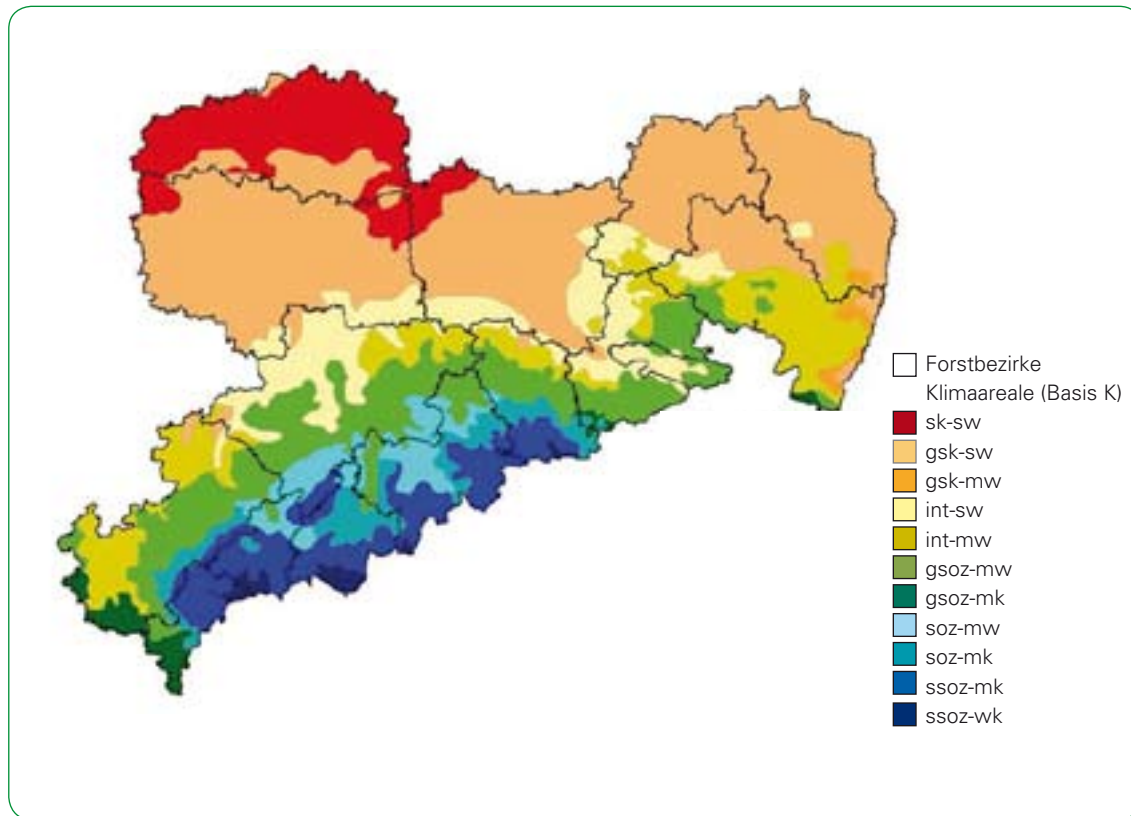 Forstbezirke
Klimaareale (Basis K)
sk-sw
gsk-sw
gsk-mw
int-sw
int-mw
gsoz-mw
gsoz-mk
soz-mw
soz-mk
ssoz-mk
ssoz-wk